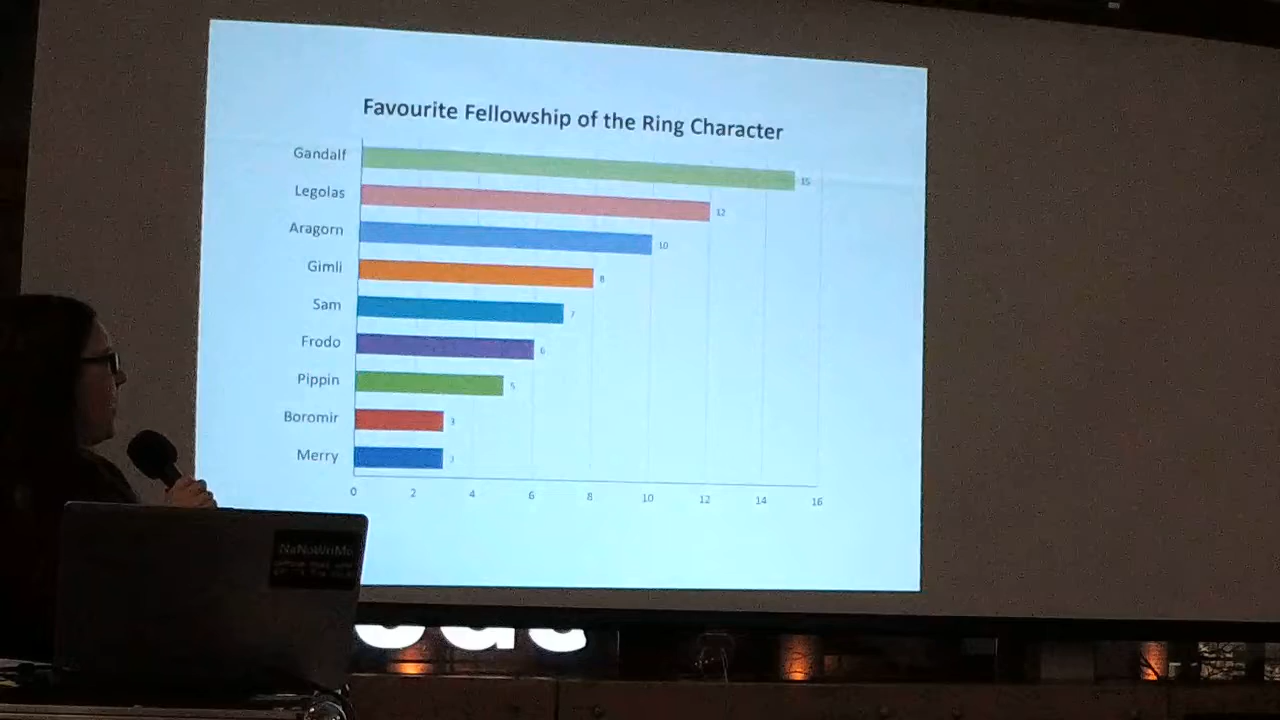 Favourite Fellowship of the Ring Character
Gandalf 15
Legolas 12
Aragorn 10
Gimli 8
Sam 7
Frodo 6
Pippin 5
Boromir 3
Merry 3
0 2 4 6 8 10 12 14 16
NaNoWriMo